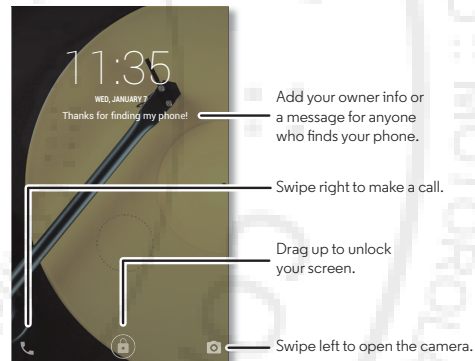 11:35
WED, JANUARY 7
Thanks for finding my phone!
Add your owner info or
a message for anyone
who finds your phone.
Swipe right to make a call.
Drag up to unlock
your screen.
Swipe left to open the camera.